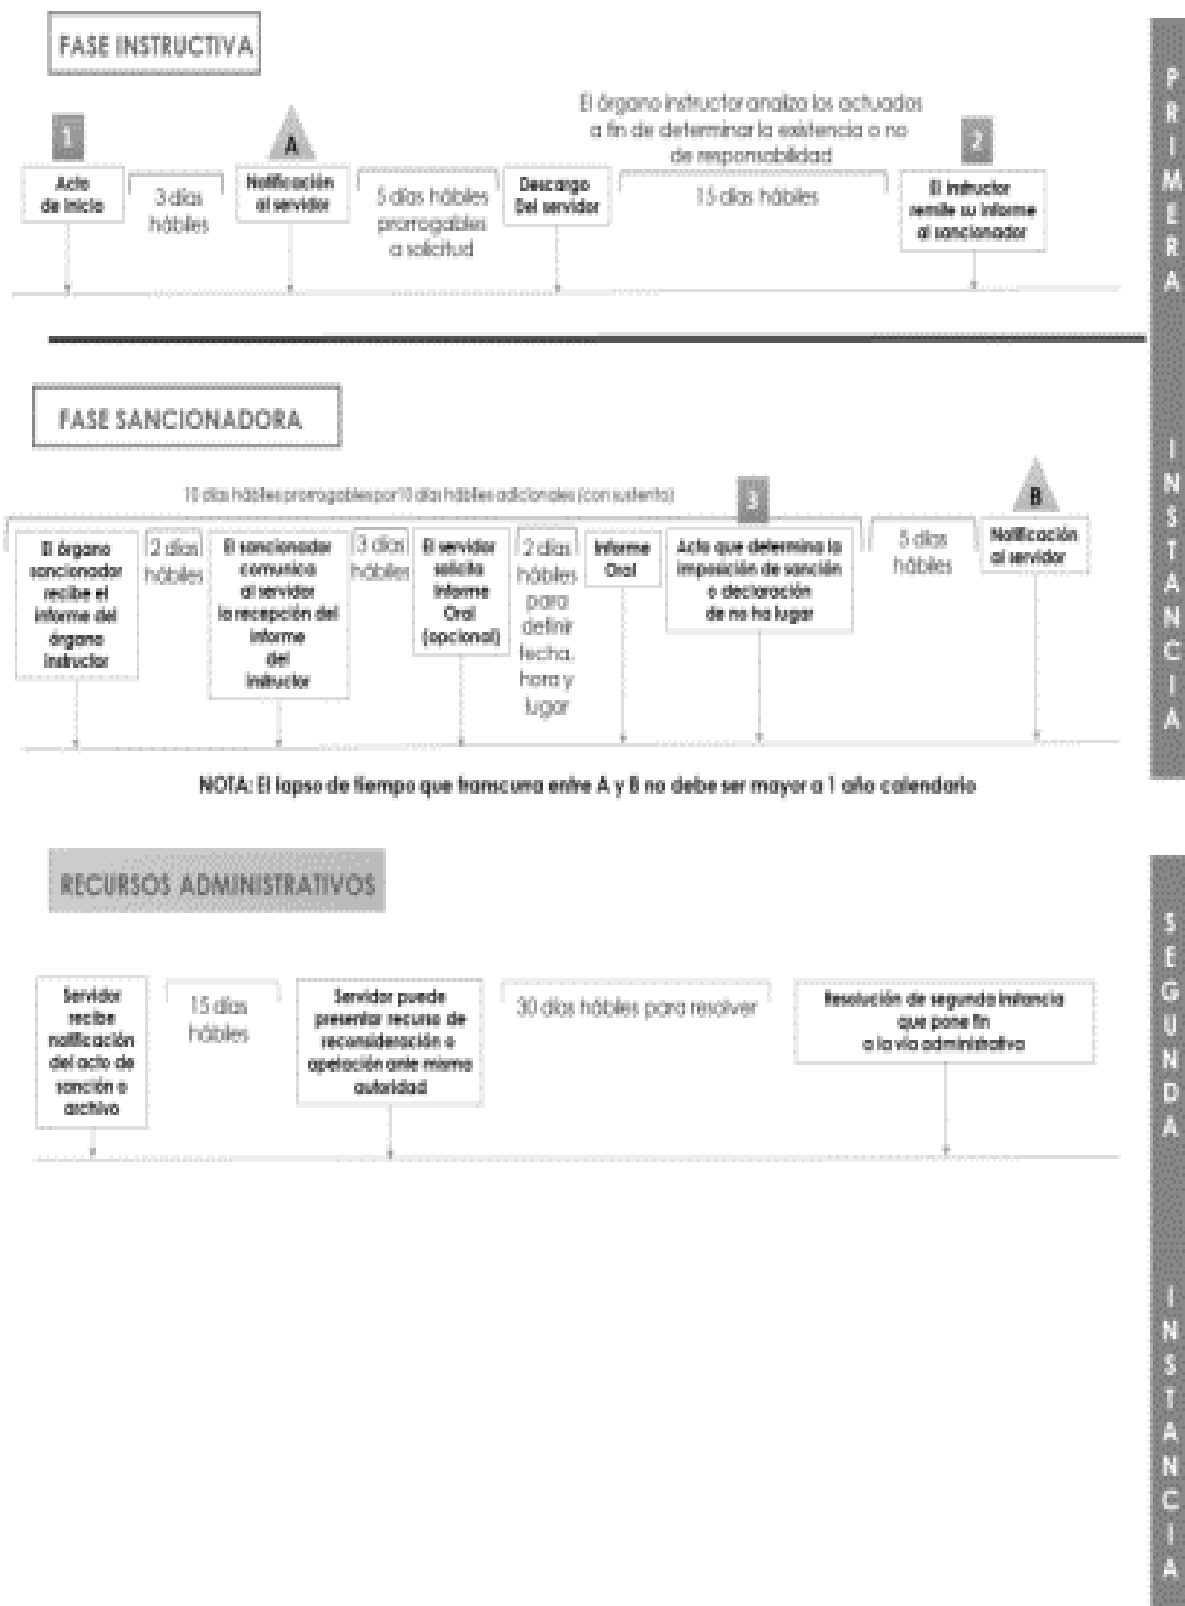 FASE INSTRUCTIVA
1
Acto
de Inicio
3 días
hábiles
A
Notificación
al servidor
5 días hábiles
prorrogables
a solicitud
Descargo
Del servidor
El órgano instructor analiza los actuados
a fin de determinar la existencia o no
de responsabilidad
15 días hábiles
2
El instructor
remite su informe
al sancionador
PRIMERA INSTANCIA
FASE SANCIONADORA
10 días hábiles prorrogables por 10 días hábiles adicionales (con sustento)
El órgano
sancionador
recibe el
informe del
órgano
instructor
2 días
hábiles
El sancionador
comunica
al servidor
la recepción del
informe
del
instructor
3 días
hábiles
El servidor
solicita
Informe
Oral
(opcional)
2 días
hábiles
para
definir
fecha,
hora y
lugar
Informe
Oral
3
Acto que determina la
imposición de sanción
o declaración
de no ha lugar
5 días
hábiles
B
Notificación
al servidor
NOTA: El lapso de tiempo que transcurra entre A y B no debe ser mayor a 1 año calendario
RECURSOS ADMINISTRATIVOS
Servidor
recibe
notificación
del acto de
sanción o
archivo
15 días
hábiles
Servidor puede
presentar recurso de
reconsideración o
apelación ante misma
autoridad
30 días hábiles para resolver
Resolución de segunda instancia
que pone fin
a la vía administrativa
SEGUNDA INSTANCIA